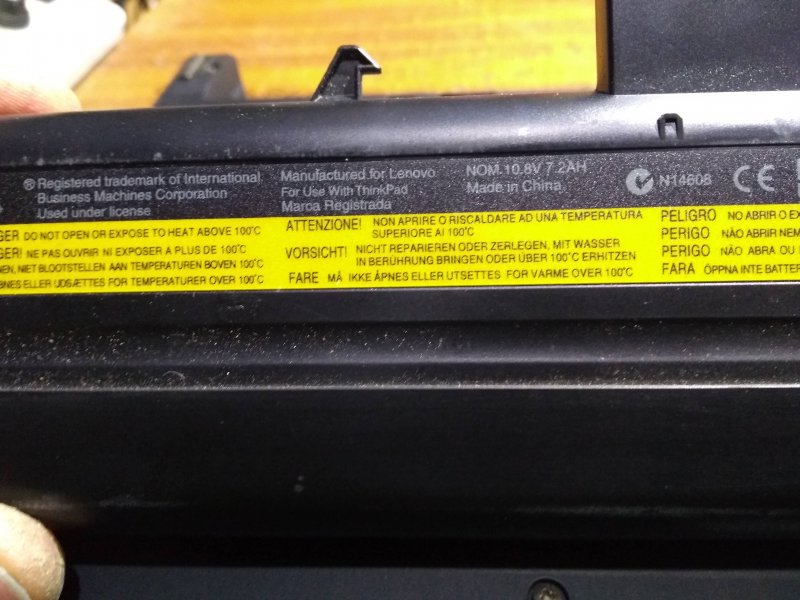 ® Registered trademark of International
Business Machines Corporation
Used under license
Manufactured for Lenovo
For Use With ThinkPad
Marca Registrada
NOM. 10.8V 7.2AH
Made in China
N14608
CE
DO NOT OPEN OR EXPOSE TO HEAT ABOVE 100°C
NE PAS OUVRIR NI EXPOSER A PLUS DE 100°C
NIET BLOOTSTELLEN AAN TEMPERATUREN BOVEN 100°C
ELLER UDSÆTTES FOR TEMPERATURER OVER 100°C
ATTENZIONE! NON APRIRE O RISCALDARE AD UNA TEMPERATURA
SUPERIORE AI 100°C
VORSICHT! NICHT REPARIEREN ODER ZERLEGEN, MIT WASSER
IN BERÜHRUNG BRINGEN ODER ÜBER 100°C ERHITZEN
FARE MÅ IKKE ÅPNES ELLER UTSETTES FOR VARME OVER 100°C
PELIGRO NO ABRIR O
PERIGO NÃO ABRIR NEM
PERIGO NÃO ABRA OU
FARA ÖPPNA INTE